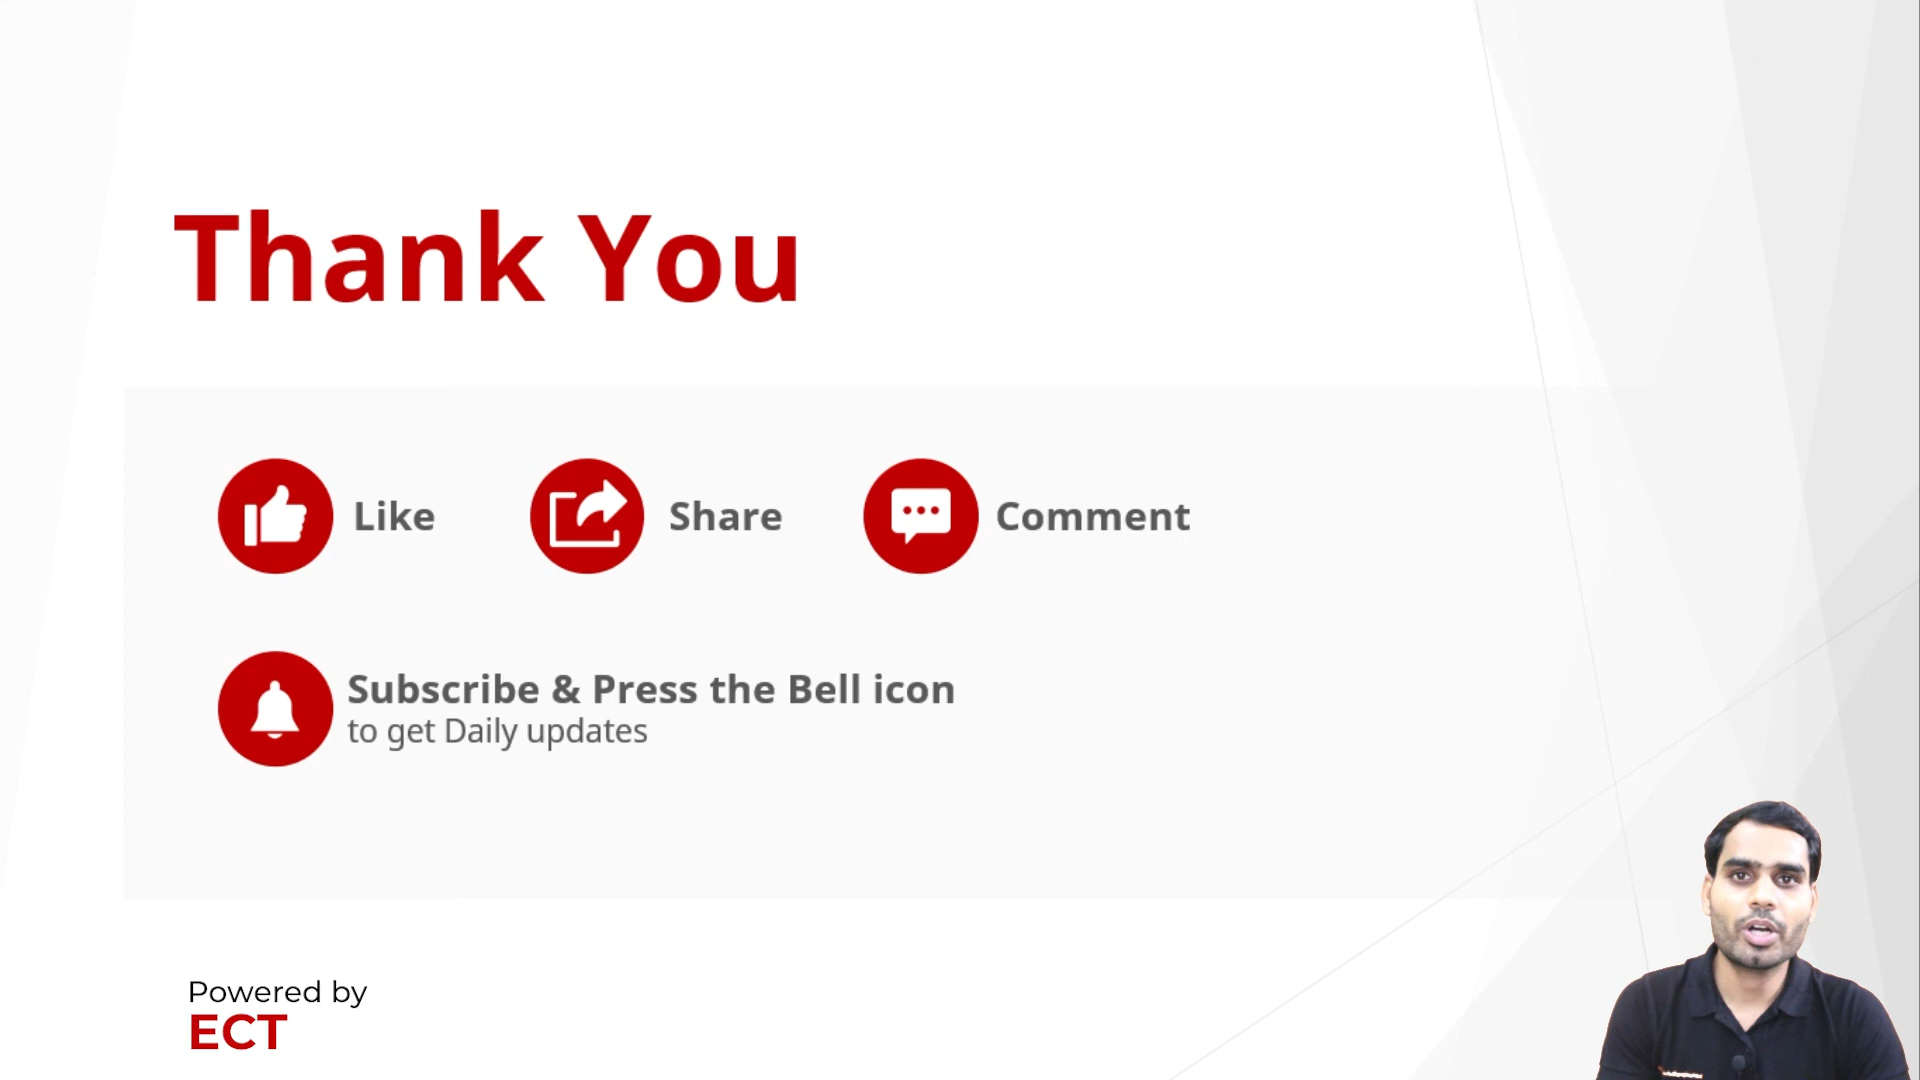 Thank You
Like
Share
Comment
Subscribe & Press the Bell icon
to get Daily updates
Powered by
ECT